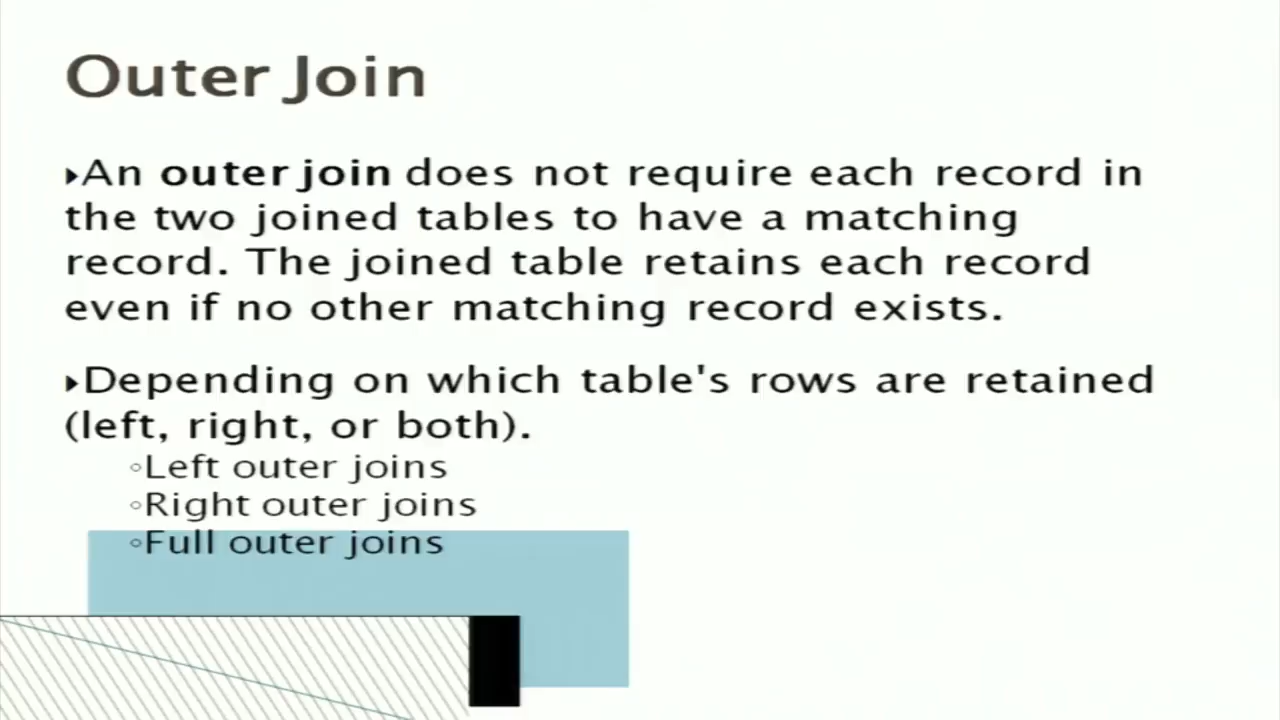 Outer Join
▸An outer join does not require each record in
the two joined tables to have a matching
record. The joined table retains each record
even if no other matching record exists.
▸Depending on which table's rows are retained
(left, right, or both).
◦Left outer joins
◦Right outer joins
◦Full outer joins